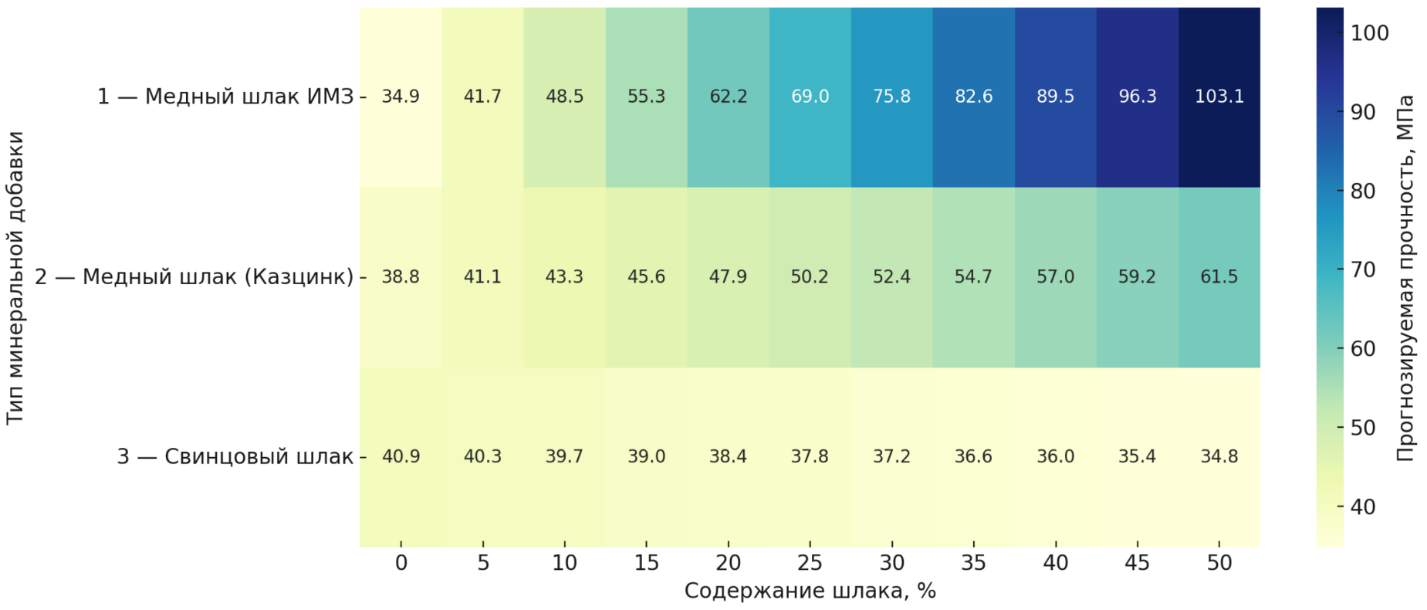 Тип минеральной добавки
1 — Медный шлак ИМЗ
34.9 41.7 48.5 55.3 62.2 69.0 75.8 82.6 89.5 96.3 103.1
2 — Медный шлак (Казцинк)
38.8 41.1 43.3 45.6 47.9 50.2 52.4 54.7 57.0 59.2 61.5
3 — Свинцовый шлак
40.9 40.3 39.7 39.0 38.4 37.8 37.2 36.6 36.0 35.4 34.8
0 5 10 15 20 25 30 35 40 45 50
Содержание шлака, %
100
90
80
70
60
50
40
Прогнозируемая прочность, МПа